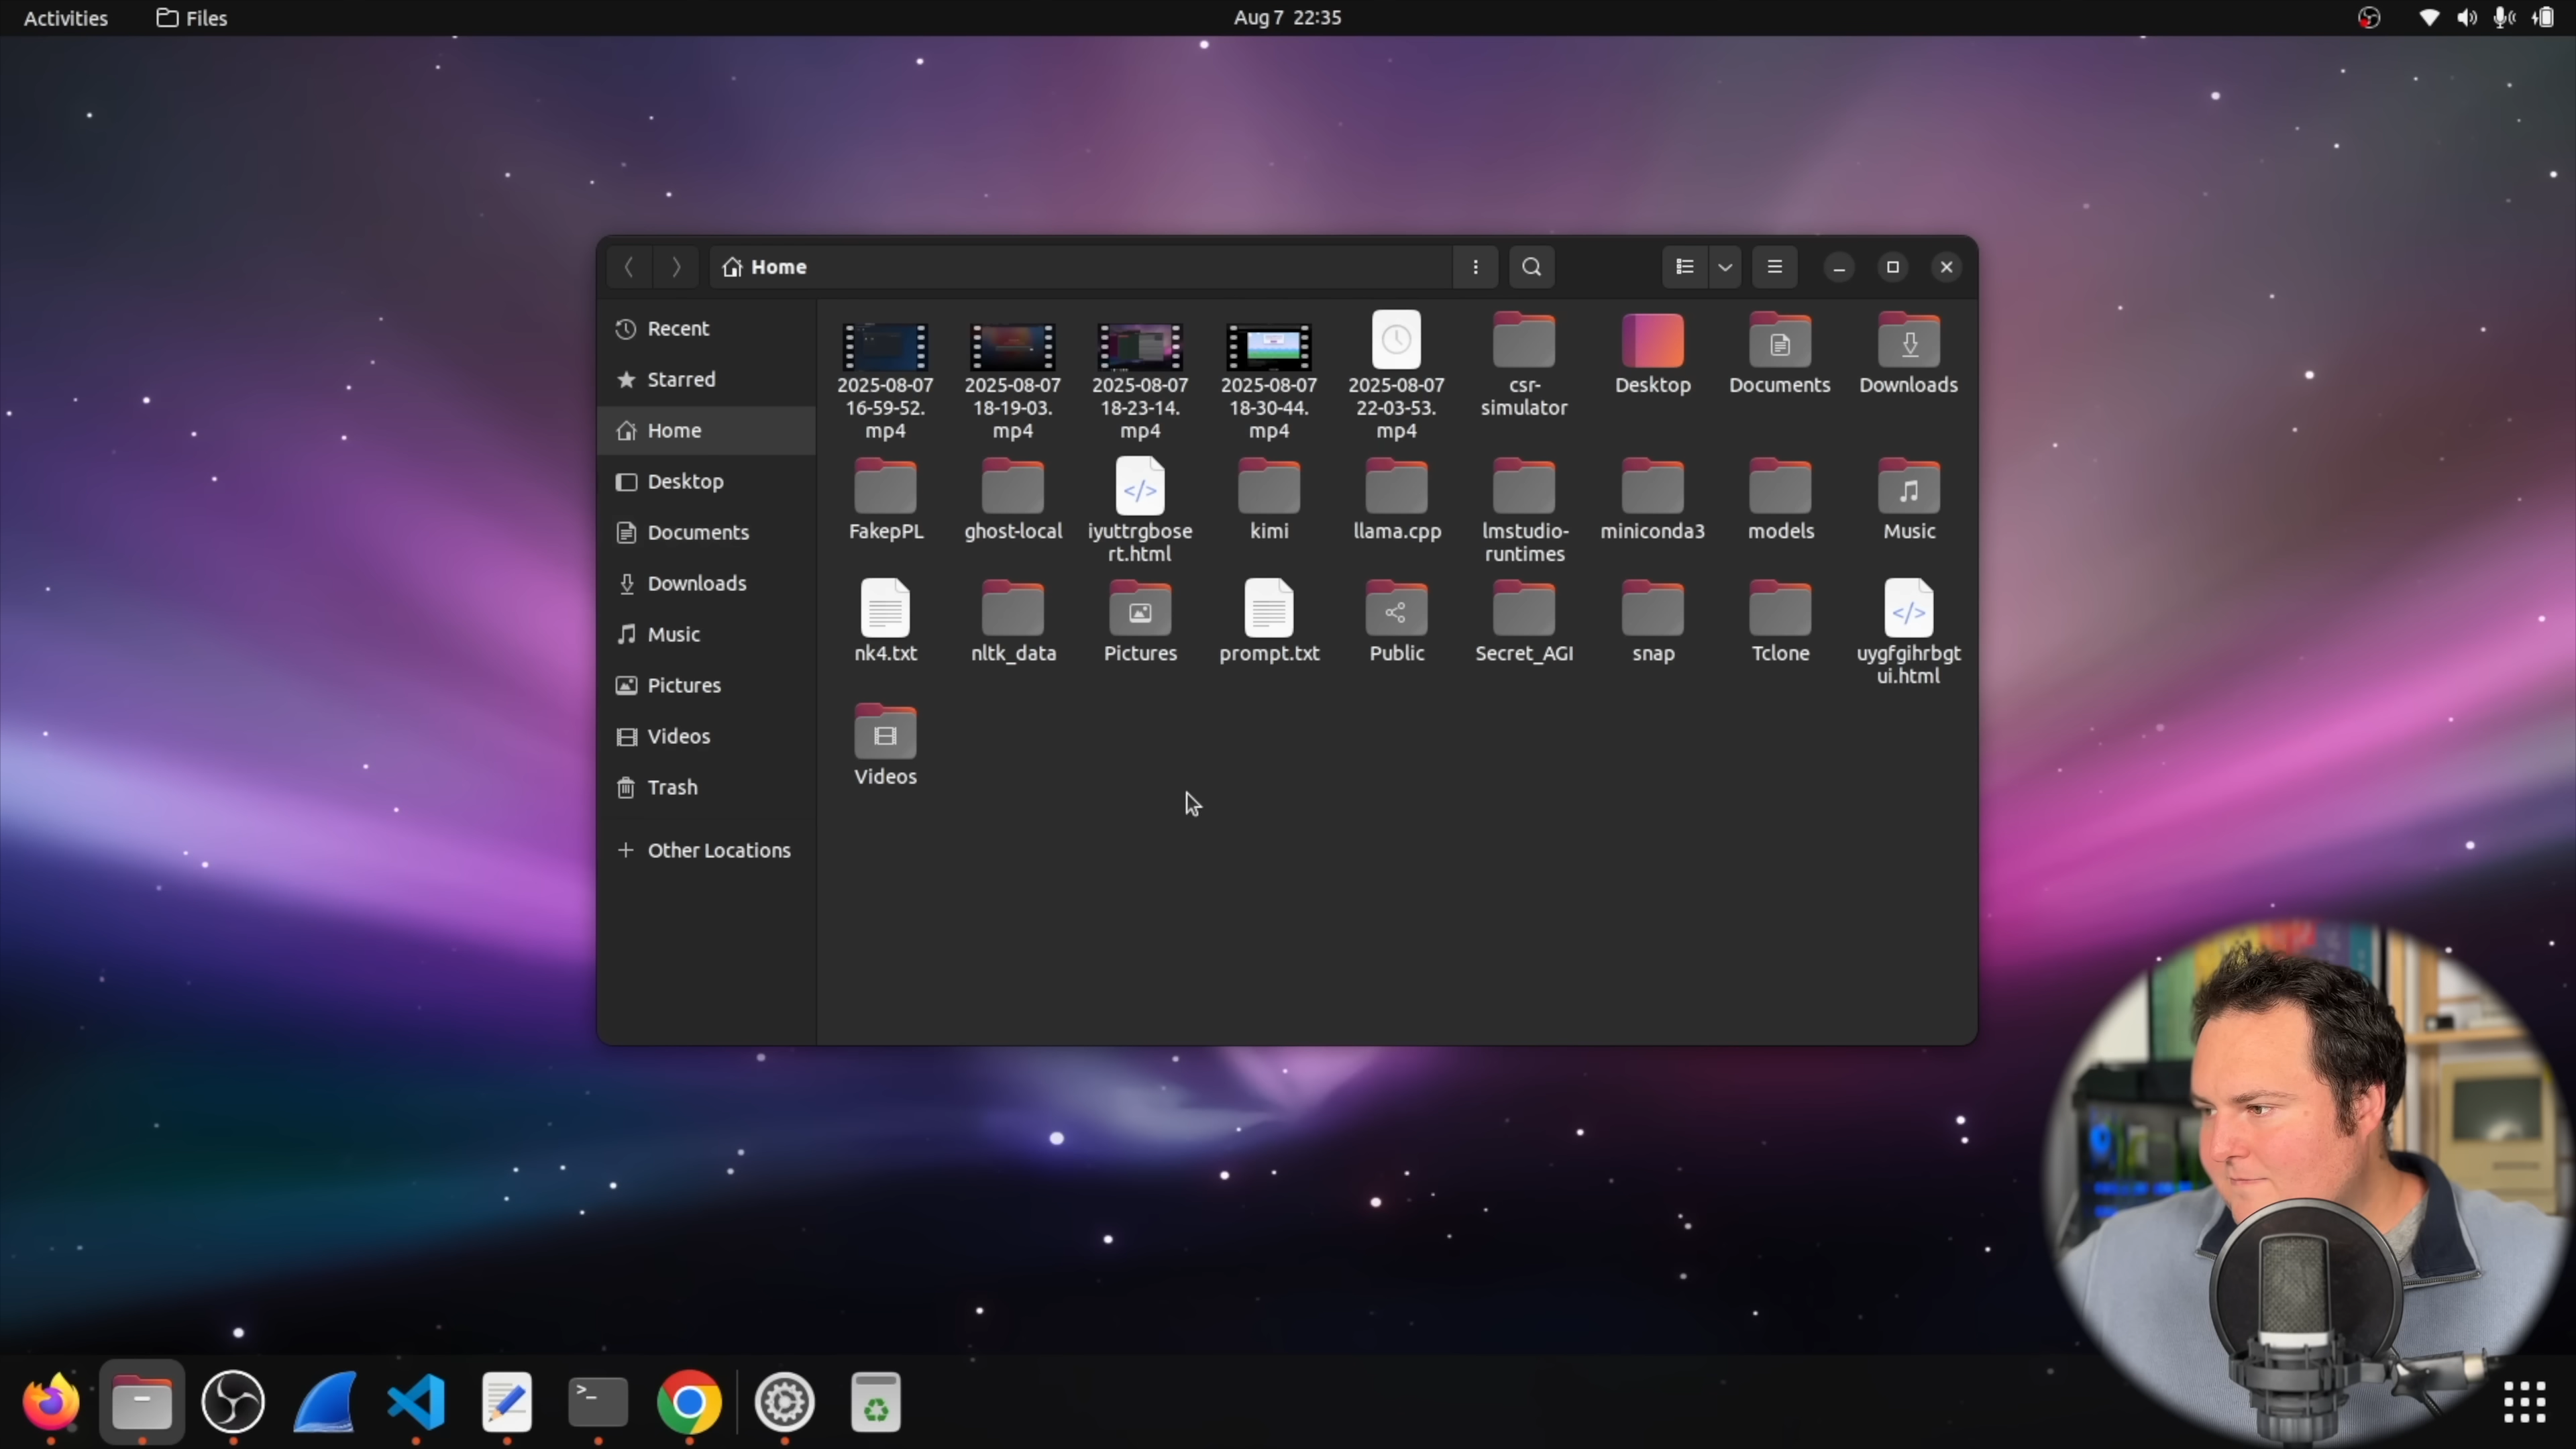 Activities Files Aug 7 22:35
Home
Recent
Starred
Home
Desktop
Documents
Downloads
Music
Pictures
Videos
Trash
Other Locations
2025-08-07
16-59-52.
mp4
2025-08-07
18-19-03.
mp4
2025-08-07
18-23-14.
mp4
2025-08-07
18-30-44.
mp4
2025-08-07
22-03-53.
mp4
csr-
simulator
Desktop
Documents
Downloads
FakepPL
ghost-local
iyuttrgbose
rt.html
kimi
llama.cpp
lmstudio-
runtimes
miniconda3
models
Music
nk4.txt
nltk_data
Pictures
prompt.txt
Public
Secret_AGI
snap
Tclone
uygfgihrbgt
ui.html
Videos